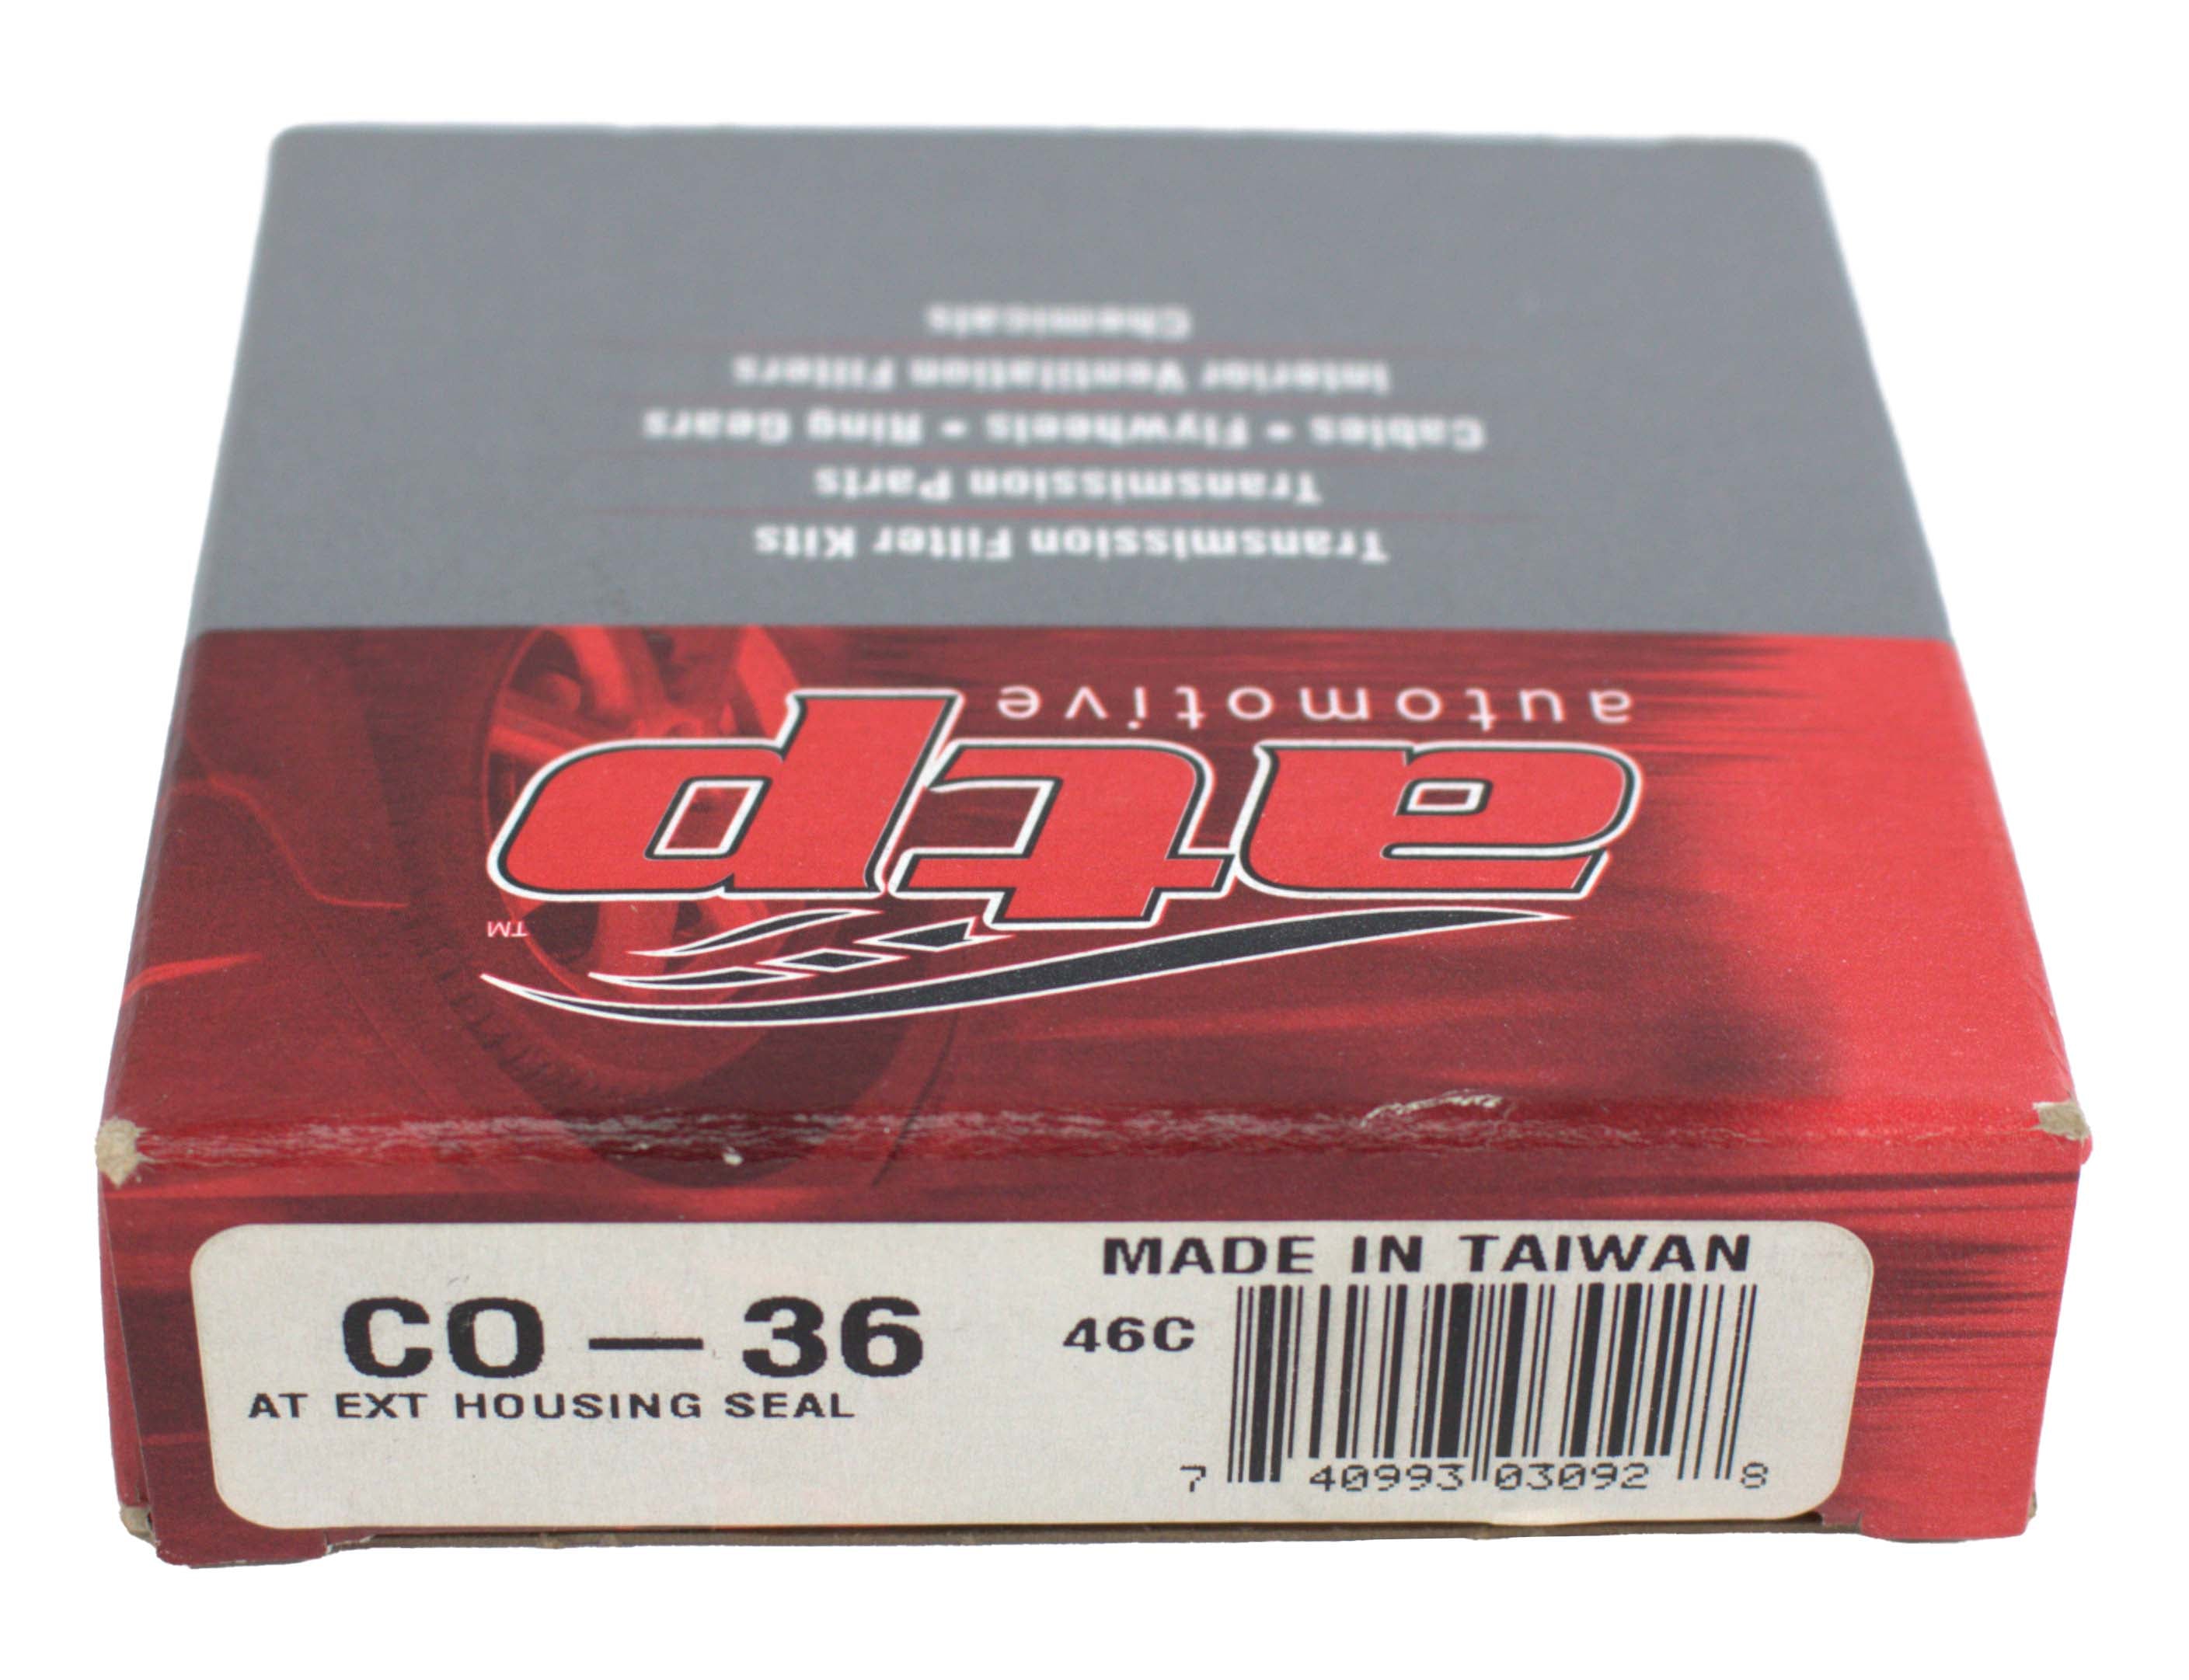 atp
automotive
TM
Transmission Filter Kits
Transmission Parts
Cables • Flywheels • Ring Gears
Interior Ventilation Filters
Chemicals
MADE IN TAIWAN
CO — 36
46C
AT EXT HOUSING SEAL
7 40993 03092 8